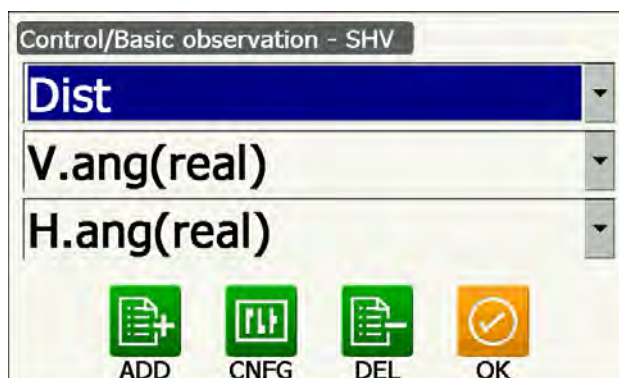 Control/Basic observation - SHV
Dist
V.ang(real)
H.ang(real)
ADD CNFG DEL OK